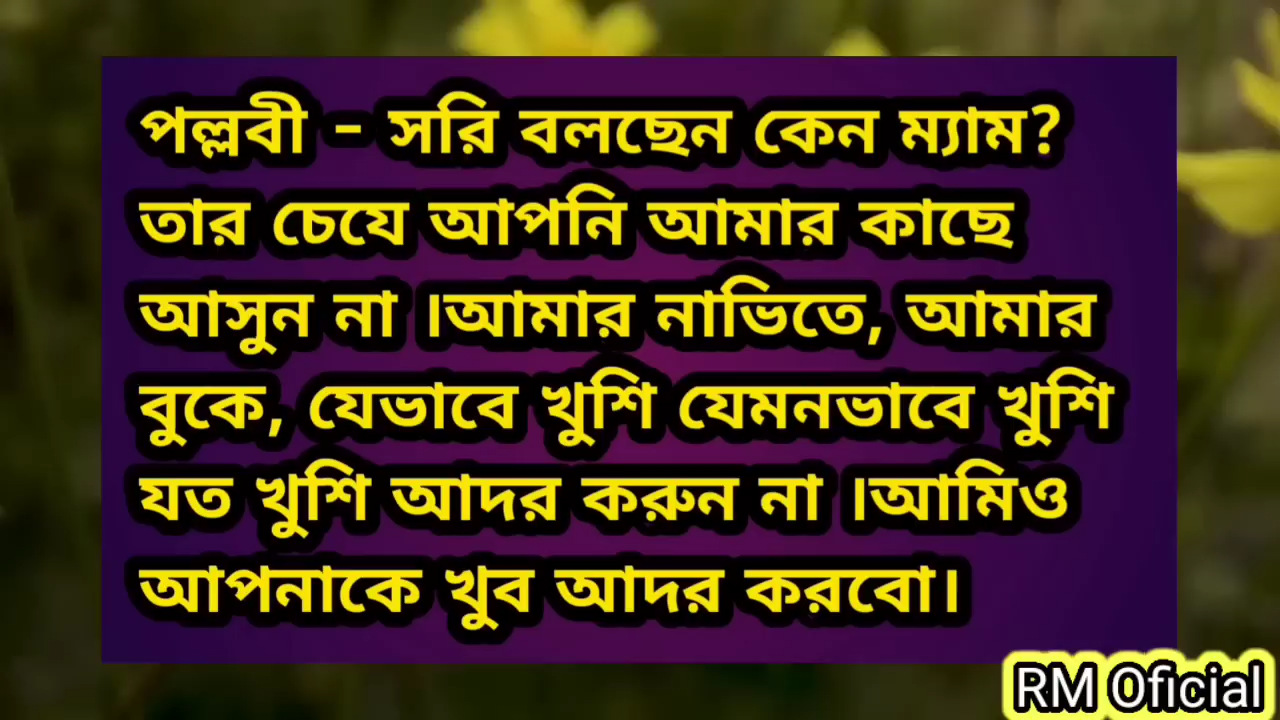 পল্লবী - সরি বলছেন কেন ম্যাম?
তার চেযে আপনি আমার কাছে
আসুন না ।আমার নাভিতে, আমার
বুকে, যেভাবে খুশি যেমনভাবে খুশি
যত খুশি আদর করুন না ।আমিও
আপনাকে খুব আদর করবো।
RM Oficial